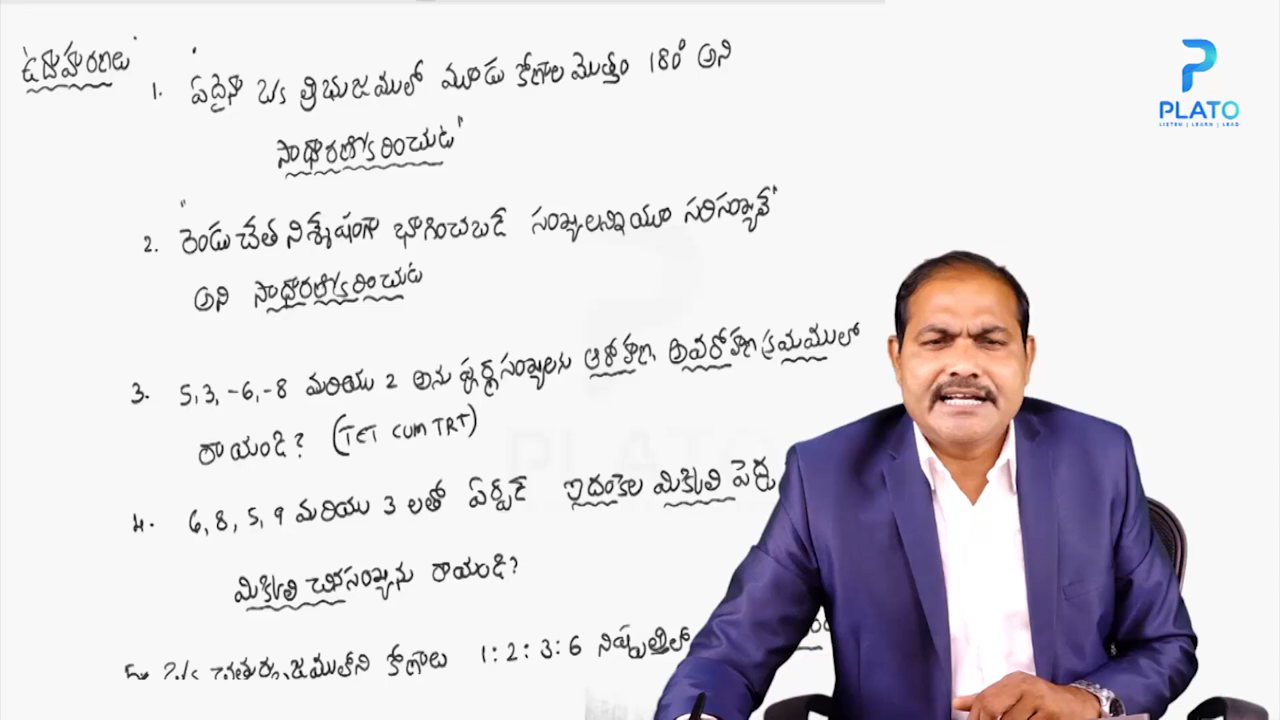 ఉదాహరణలు
1. ఏదైనా ఒక త్రిభుజములో మూడు కోణాల మొత్తం 180° అని
సాధారణీకరించుట"
2. "రెండు చేత నిశ్శేషంగా భాగించబడే సంఖ్యలన్నియూ సరిసంఖ్యలే"
అని సాధారణీకరించుట
3. 5, 3, -6, -8 మరియు 2 అను పూర్ణసంఖ్యలను ఆరోహణ, అవరోహణ క్రమములో
రాయండి? (TET CUM TRT)
4. 6, 8, 5, 9 మరియు 3 లతో ఏర్పడే ఐదంకెల మిక్కిలి పెద్ద
మిక్కిలి చిన్నసంఖ్యను రాయండి?
5. ఒక చతుర్భుజములోని కోణాలు 1:2:3:6 నిష్పత్తిలో
PLATO
LISTEN | LEARN | LEAD
PLATO